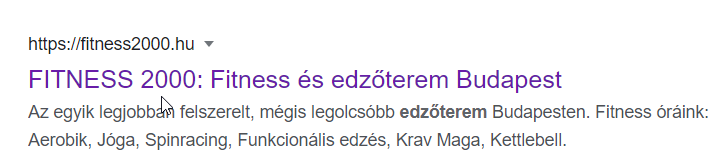 https://fitness2000.hu
FITNESS 2000: Fitness és edzőterem Budapest
Az egyik legjobban felszerelt, mégis legolcsóbb edzőterem Budapesten. Fitness óráink:
Aerobik, Jóga, Spinracing, Funkcionális edzés, Krav Maga, Kettlebell.